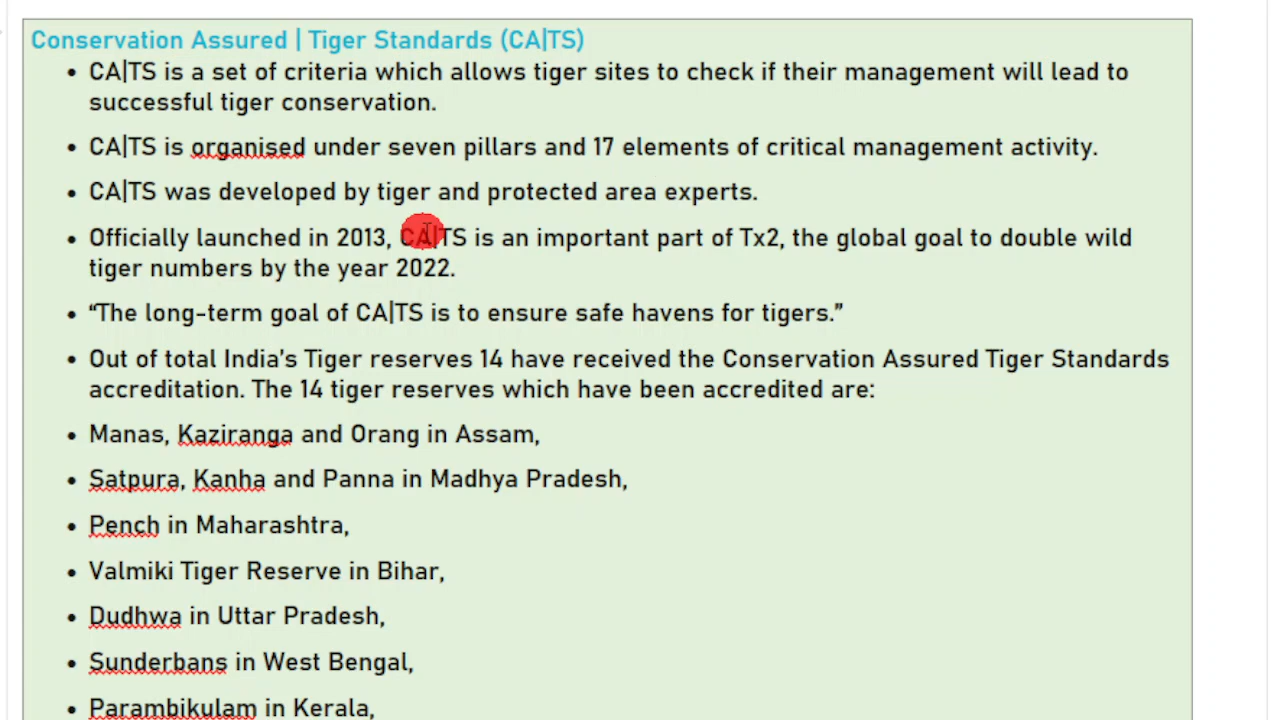 Conservation Assured | Tiger Standards (CA|TS)
• CA|TS is a set of criteria which allows tiger sites to check if their management will lead to
successful tiger conservation.
• CA|TS is organised under seven pillars and 17 elements of critical management activity.
• CA|TS was developed by tiger and protected area experts.
• Officially launched in 2013, CA|TS is an important part of Tx2, the global goal to double wild
tiger numbers by the year 2022.
• “The long-term goal of CA|TS is to ensure safe havens for tigers.”
• Out of total India’s Tiger reserves 14 have received the Conservation Assured Tiger Standards
accreditation. The 14 tiger reserves which have been accredited are:
• Manas, Kaziranga and Orang in Assam,
• Satpura, Kanha and Panna in Madhya Pradesh,
• Pench in Maharashtra,
• Valmiki Tiger Reserve in Bihar,
• Dudhwa in Uttar Pradesh,
• Sunderbans in West Bengal,
• Parambikulam in Kerala,